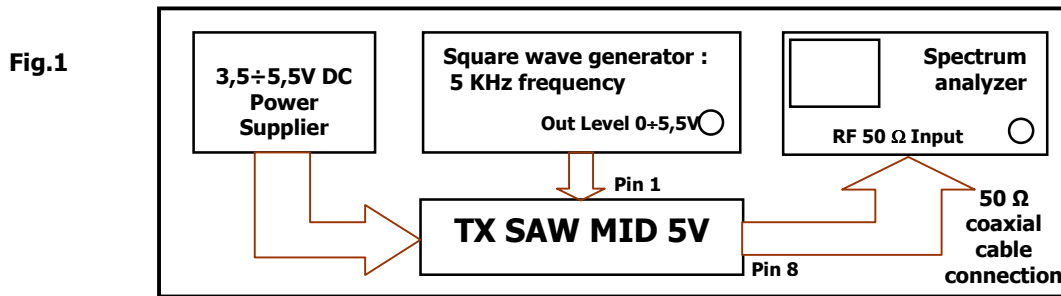 Fig.1
3,5÷5,5V DC
Power
Supplier
Square wave generator :
5 KHz frequency
Out Level 0÷5,5V
Spectrum
analyzer
RF 50 Ω Input
Pin 1
TX SAW MID 5V
Pin 8
50 Ω
coaxial
cable
connection